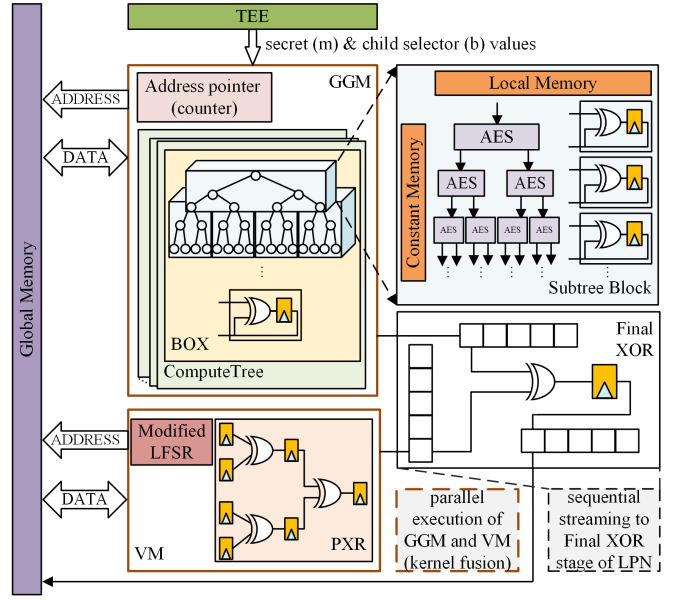 TEE
secret (m) & child selector (b) values
Global Memory
ADDRESS
DATA
Address pointer
(counter)
GGM
BOX
ComputeTree
Local Memory
Constant Memory
AES
AES
AES
AES
AES
AES
AES
Subtree Block
Final
XOR
ADDRESS
DATA
Modified
LFSR
PXR
VM
parallel
execution of
GGM and VM
(kernel fusion)
sequential
streaming to
Final XOR
stage of LPN